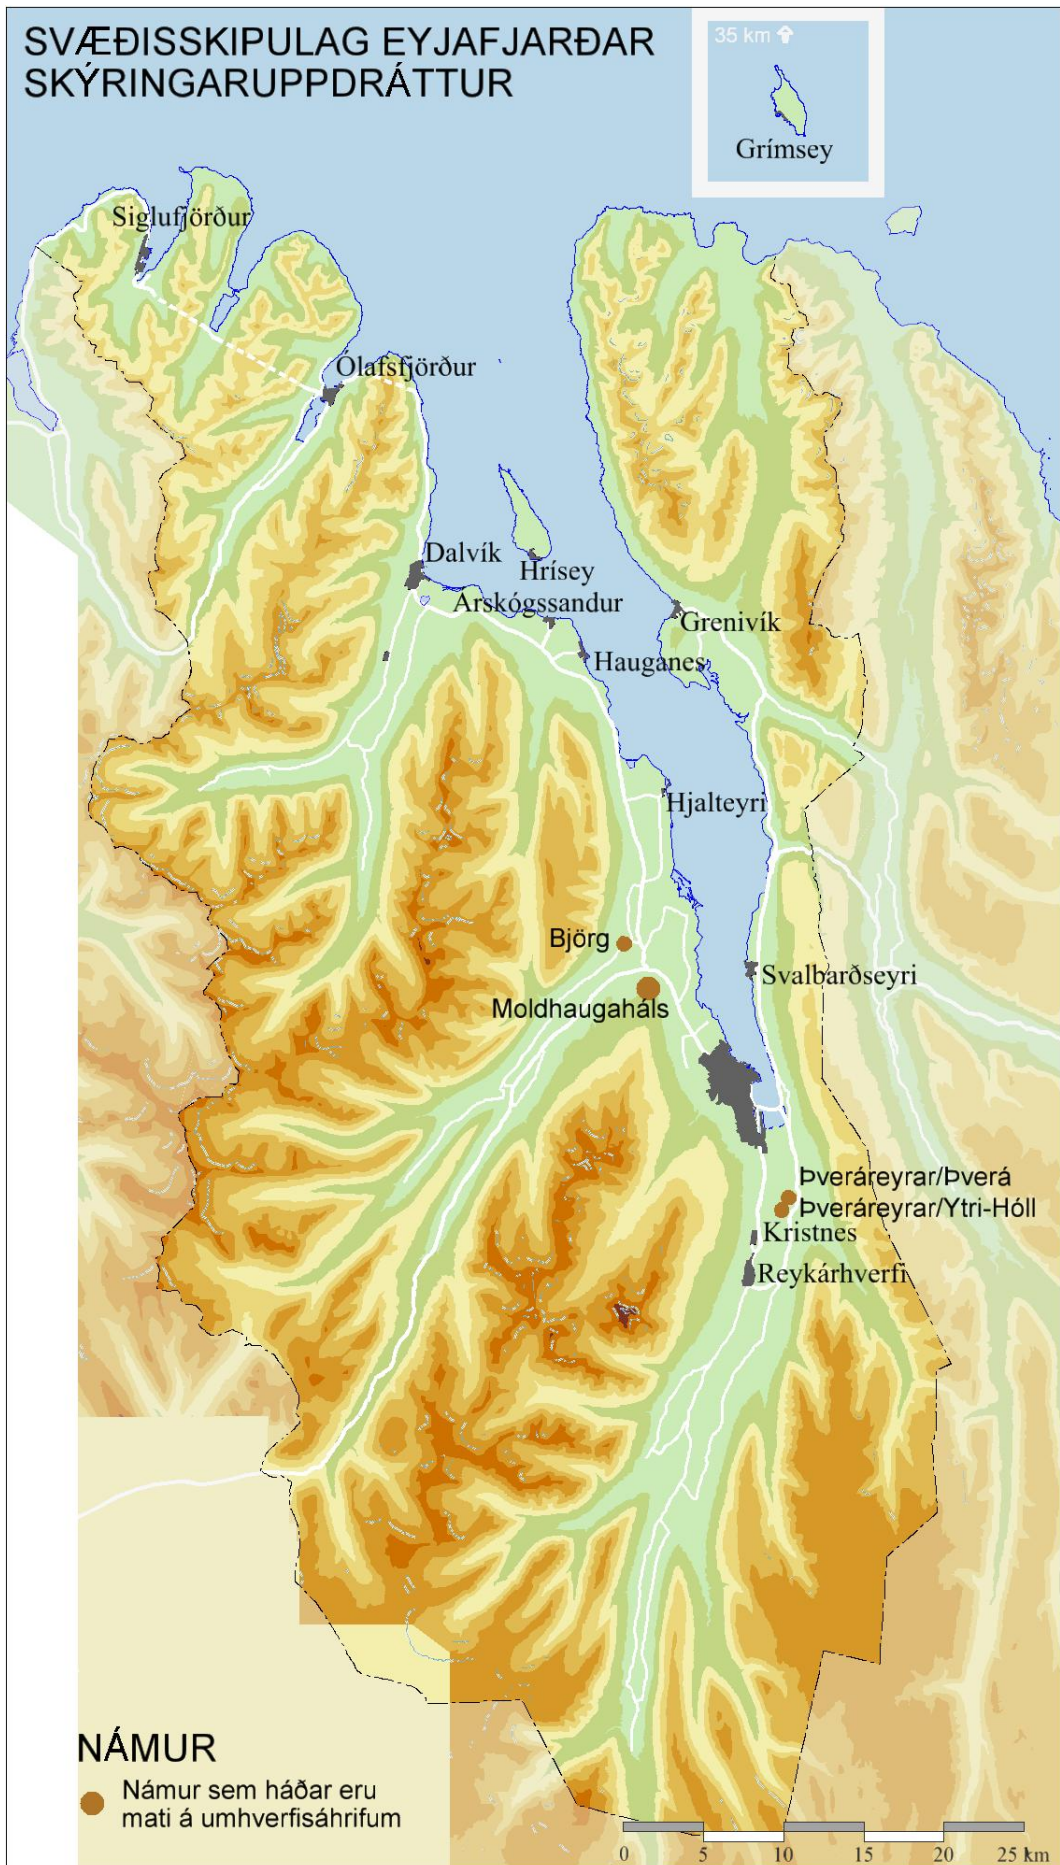 SVÆÐISSKIPULAG EYJAFJARÐAR
SKÝRINGARUPPDRÁTTUR
35 km
Grímsey
Siglufjörður
Ólafsfjörður
Dalvík
Hrísey
Arskógssandur
Grenivík
Hauganes
Hjalteyri
Björg
Svalbarðseyri
Moldhaugaháls
Þveráreyrar/Þverá
Þveráreyrar/Ytri-Hóll
Kristnes
Reykárhverfi
NÁMUR
Námur sem háðar eru
mati á umhverfisáhrifum
0 5 10 15 20 25 km